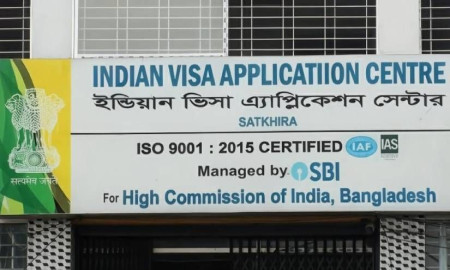 INDIAN VISA APPLICATIION CENTRE
ইন্ডিয়ান ভিসা এ্যাপ্লিকেশন সেন্টার
SATKHIRA
ISO 9001 : 2015 CERTIFIED IAF IAS
Managed by SBI
For High Commission of India, Bangladesh
सत्यमेव जयते